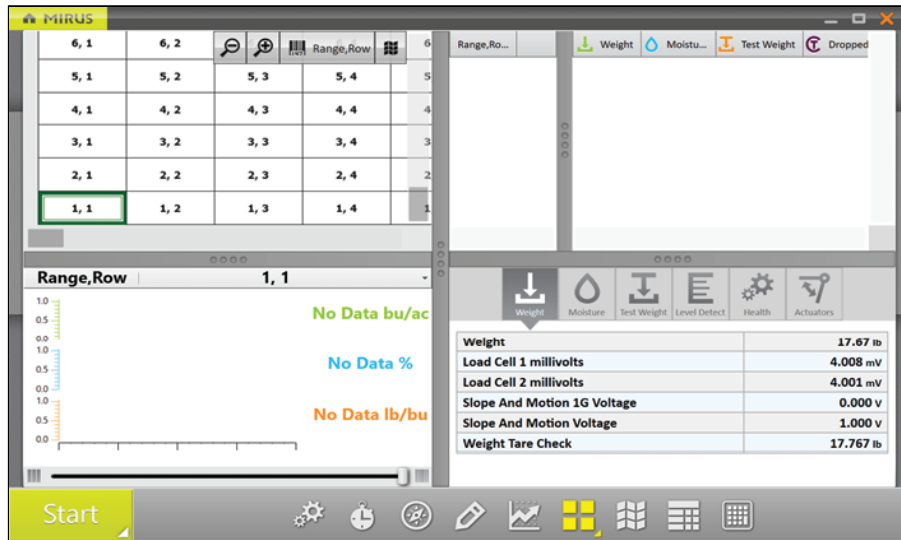 MIRUS
6, 1 6, 2 Range,Row 6
5, 1 5, 2 5, 3 5, 4 5
4, 1 4, 2 4, 3 4, 4 4
3, 1 3, 2 3, 3 3, 4 3
2, 1 2, 2 2, 3 2, 4 2
1, 1 1, 2 1, 3 1, 4 1
Range,Ro... Weight Moistu... Test Weight Dropped
Range,Row 1, 1
1.0
0.5
0.0
No Data bu/ac
1.0
0.5
0.0
No Data %
1.0
0.5
0.0
No Data lb/bu
Weight Moisture Test Weight Level Detect Health Actuators
Weight 17.67 lb
Load Cell 1 millivolts 4.008 mV
Load Cell 2 millivolts 4.001 mV
Slope And Motion 1G Voltage 0.000 V
Slope And Motion Voltage 1.000 V
Weight Tare Check 17.767 lb
Start